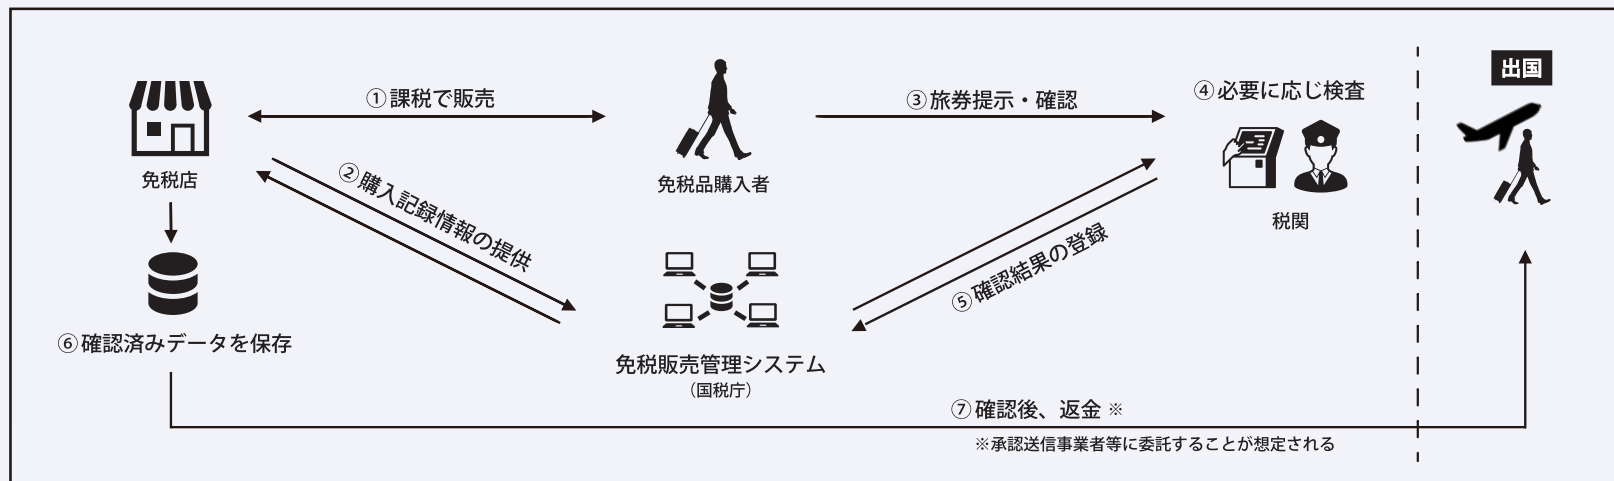 ①課税で販売
③旅券提示・確認
④必要に応じ検査
出国
免税店
②購入記録情報の提供
免税品購入者
税関
⑤確認結果の登録
⑥確認済みデータを保存
免税販売管理システム
（国税庁）
⑦確認後、返金 ※
※承認送信事業者等に委託することが想定される